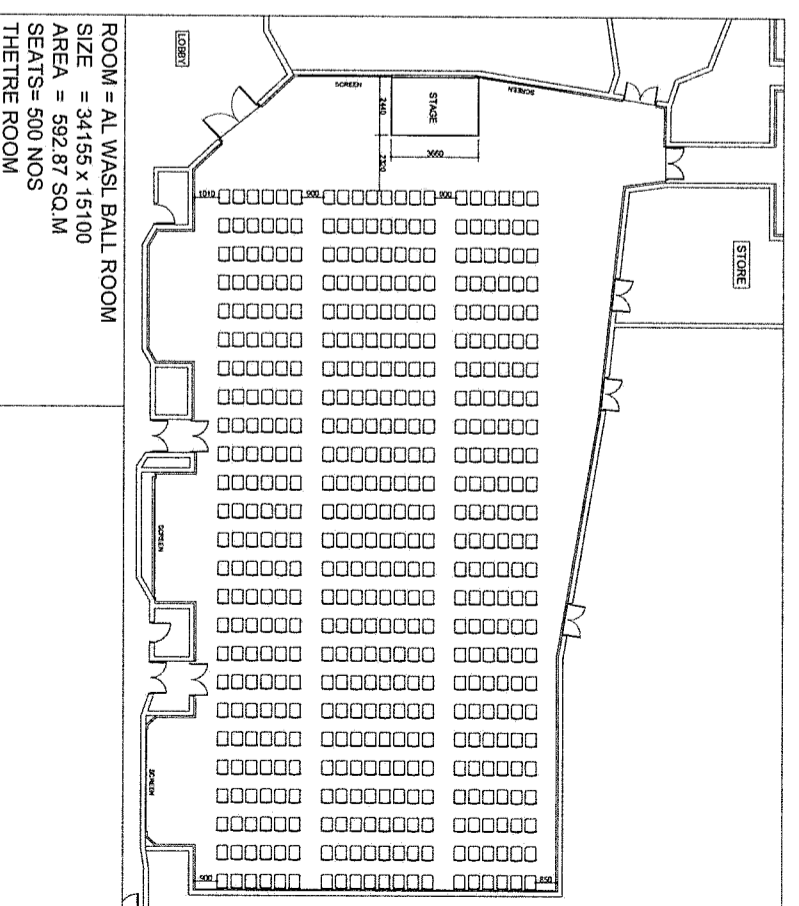 ROOM = AL WASL BALL ROOM
SIZE = 34155 x 15100
AREA = 592.87 SQ.M
SEATS= 500 NOS
THETRE ROOM
LOBBY
SCREEN
STAGE
SCREEN
STORE
2440
3660
1010
900
900
SCREEN
SCREEN
900
850